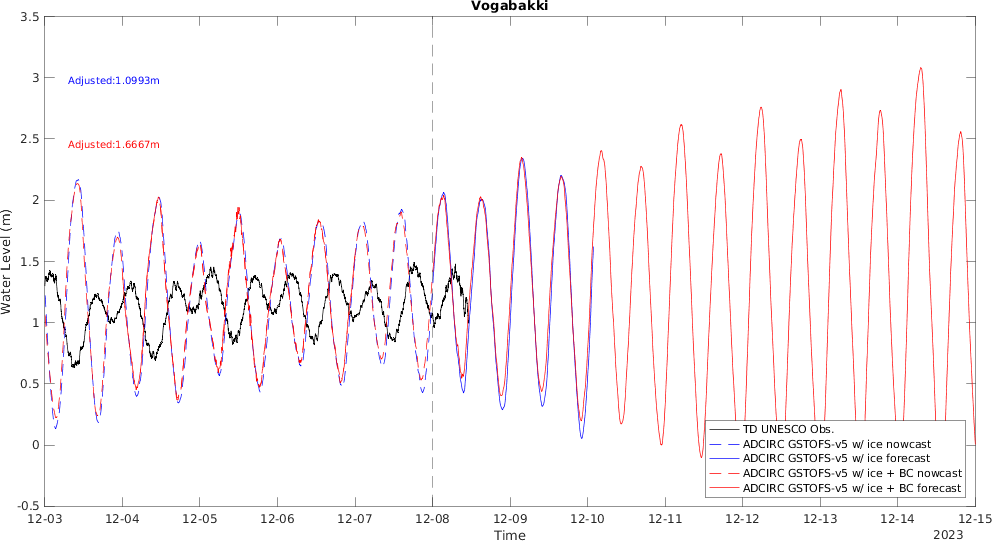 Vogabakki
3.5
3
2.5
2
1.5
1
0.5
0
-0.5
Water Level (m)
Adjusted:1.0993m
Adjusted:1.6667m
TD UNESCO Obs.
ADCIRC GSTOFS-v5 w/ ice nowcast
ADCIRC GSTOFS-v5 w/ ice forecast
ADCIRC GSTOFS-v5 w/ ice + BC nowcast
ADCIRC GSTOFS-v5 w/ ice + BC forecast
12-03 12-04 12-05 12-06 12-07 12-08 12-09 12-10 12-11 12-12 12-13 12-14 12-15
Time
2023